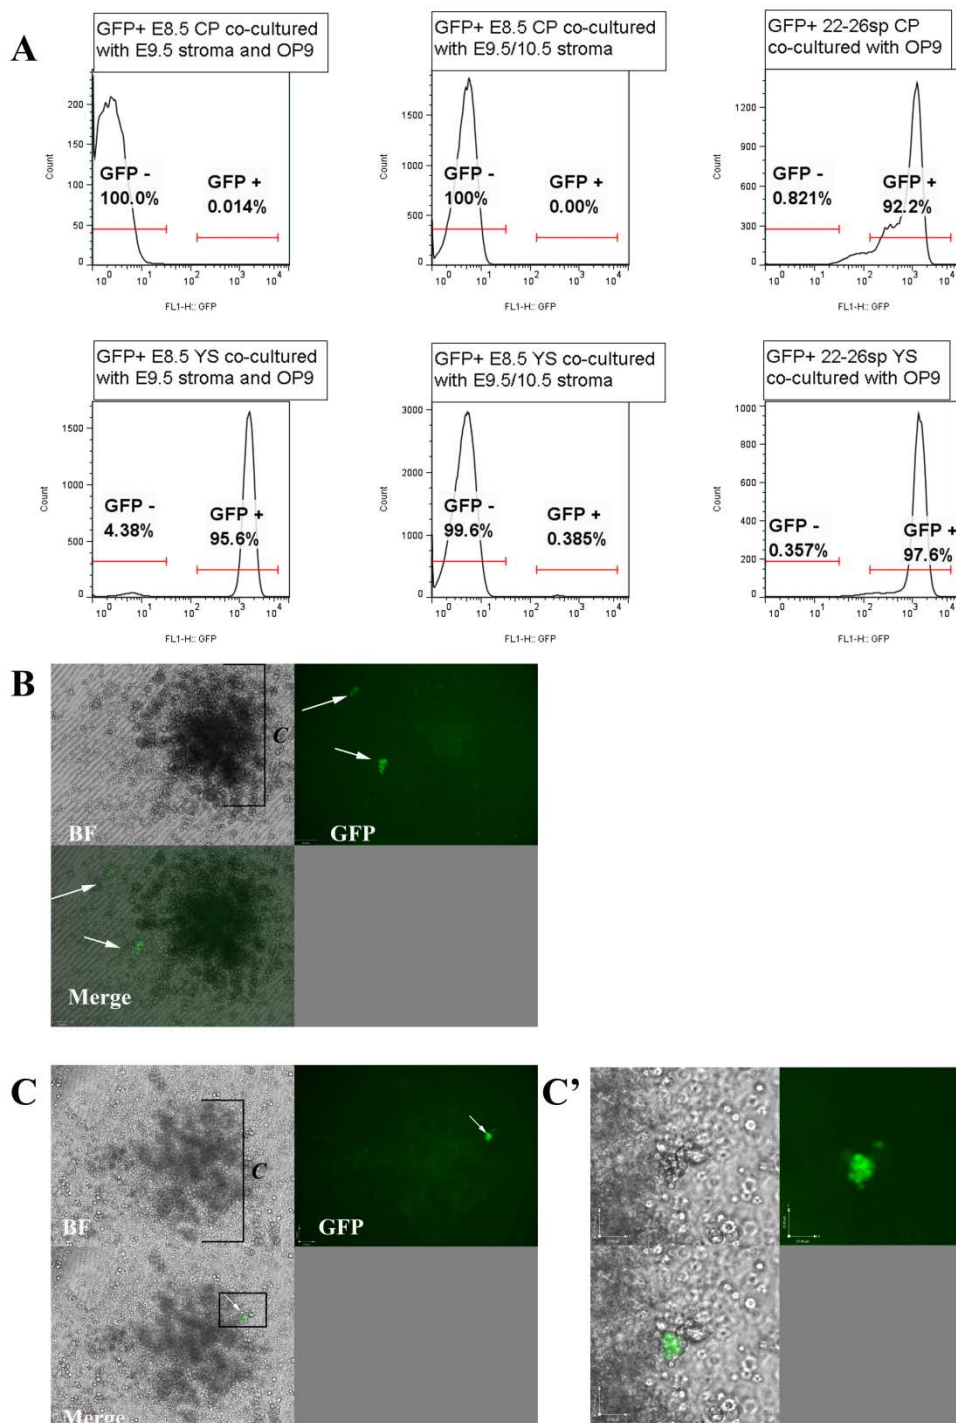 A
GFP+ E8.5 CP co-cultured
with E9.5 stroma and OP9
200
150
100
50
0
Count
GFP -
100.0%
GFP +
0.014%
10^0 10^1 10^2 10^3 10^4
FL1-H:: GFP
GFP+ E8.5 CP co-cultured
with E9.5/10.5 stroma
1500
1000
500
0
Count
GFP -
100%
GFP +
0.00%
10^0 10^1 10^2 10^3 10^4
FL1-H:: GFP
GFP+ 22-26sp CP
co-cultured with OP9
1200
900
600
300
0
Count
GFP -
0.821%
GFP +
92.2%
10^0 10^1 10^2 10^3 10^4
FL1-H:: GFP
GFP+ E8.5 YS co-cultured
with E9.5 stroma and OP9
1500
1000
500
0
Count
GFP -
4.38%
GFP +
95.6%
10^0 10^1 10^2 10^3 10^4
FL1-H:: GFP
GFP+ E8.5 YS co-cultured
with E9.5/10.5 stroma
3000
2000
1000
0
Count
GFP -
99.6%
GFP +
0.385%
10^0 10^1 10^2 10^3 10^4
FL1-H:: GFP
GFP+ 22-26sp YS
co-cultured with OP9
1000
800
600
400
200
0
Count
GFP -
0.357%
GFP +
97.6%
10^0 10^1 10^2 10^3 10^4
FL1-H:: GFP
B
C
BF
GFP
Merge
C
C
BF
GFP
Merge
C'